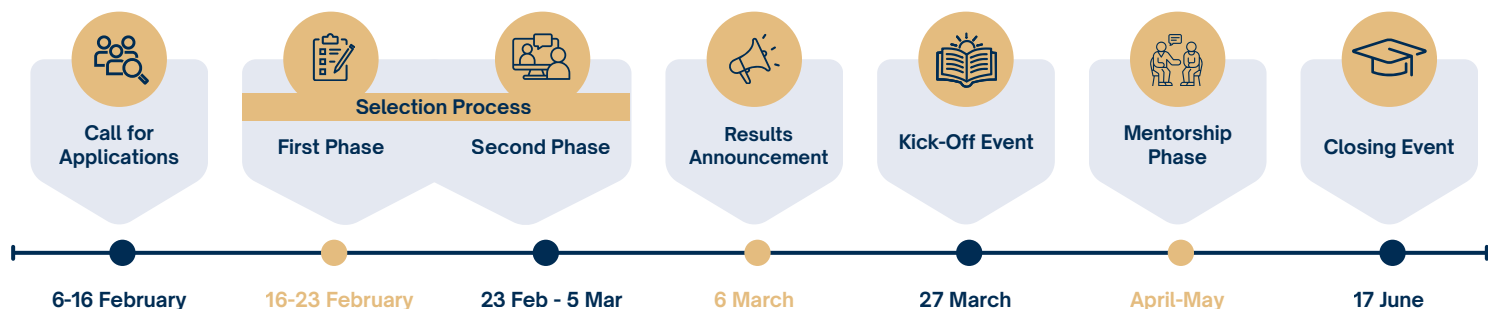 Selection Process
Call for
Applications
First Phase
Second Phase
Results
Announcement
Kick-Off Event
Mentorship
Phase
Closing Event
6-16 February
16-23 February
23 Feb - 5 Mar
6 March
27 March
April-May
17 June